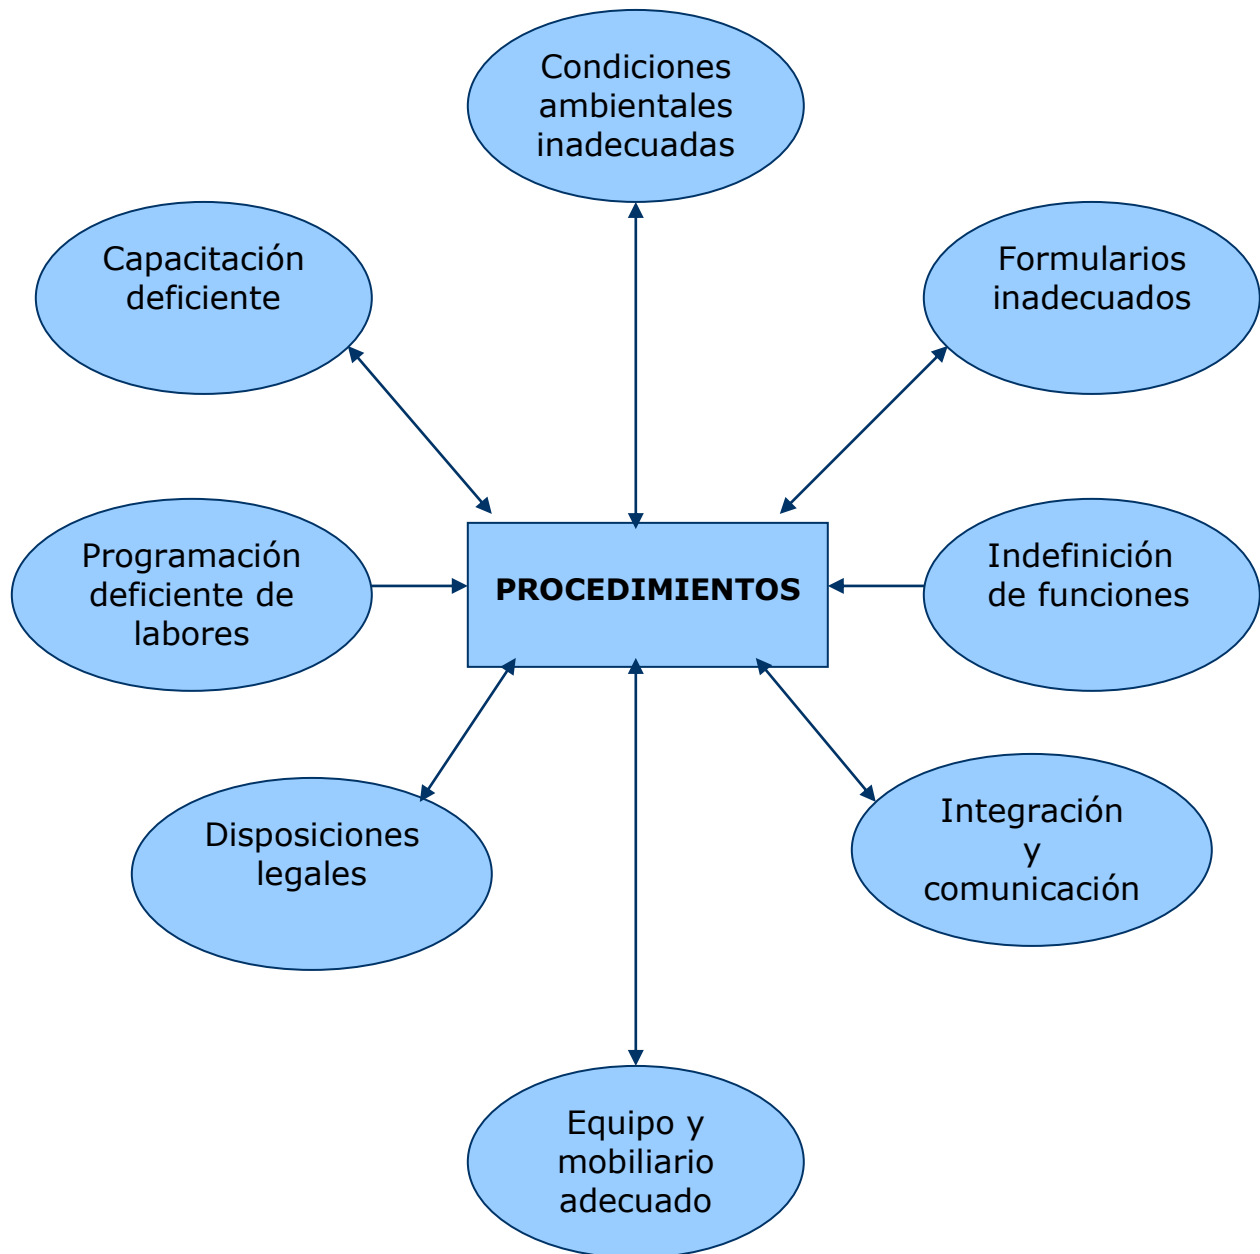 Condiciones
ambientales
inadecuadas
Capacitación
deficiente
Formularios
inadecuados
Programación
deficiente de
labores
PROCEDIMIENTOS
Indefinición
de funciones
Disposiciones
legales
Integración
y
comunicación
Equipo y
mobiliario
adecuado